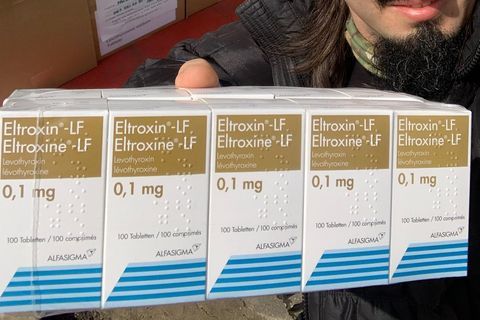 Eltroxin®-LF
Eltroxine®-LF
Levothyroxin
lévothyroxine
0,1 mg
100 Tabletten / 100 comprimés
ALFASIGMA
Eltroxin®-LF
Eltroxine®-LF
Levothyroxin
lévothyroxine
0,1 mg
100 Tabletten / 100 comprimés
ALFASIGMA
Eltroxin®-LF
Eltroxine®-LF
Levothyroxin
lévothyroxine
0,1 mg
100 Tabletten / 100 comprimés
ALFASIGMA
Eltroxin®-LF
Eltroxine®-LF
Levothyroxin
lévothyroxine
0,1 mg
100 Tabletten / 100 comprimés
ALFASIGMA
Eltroxin®-LF
Eltroxine®-LF
Levothyroxin
lévothyroxine
0,1 mg
100 Tabletten / 100 comprimés
ALFASIGMA